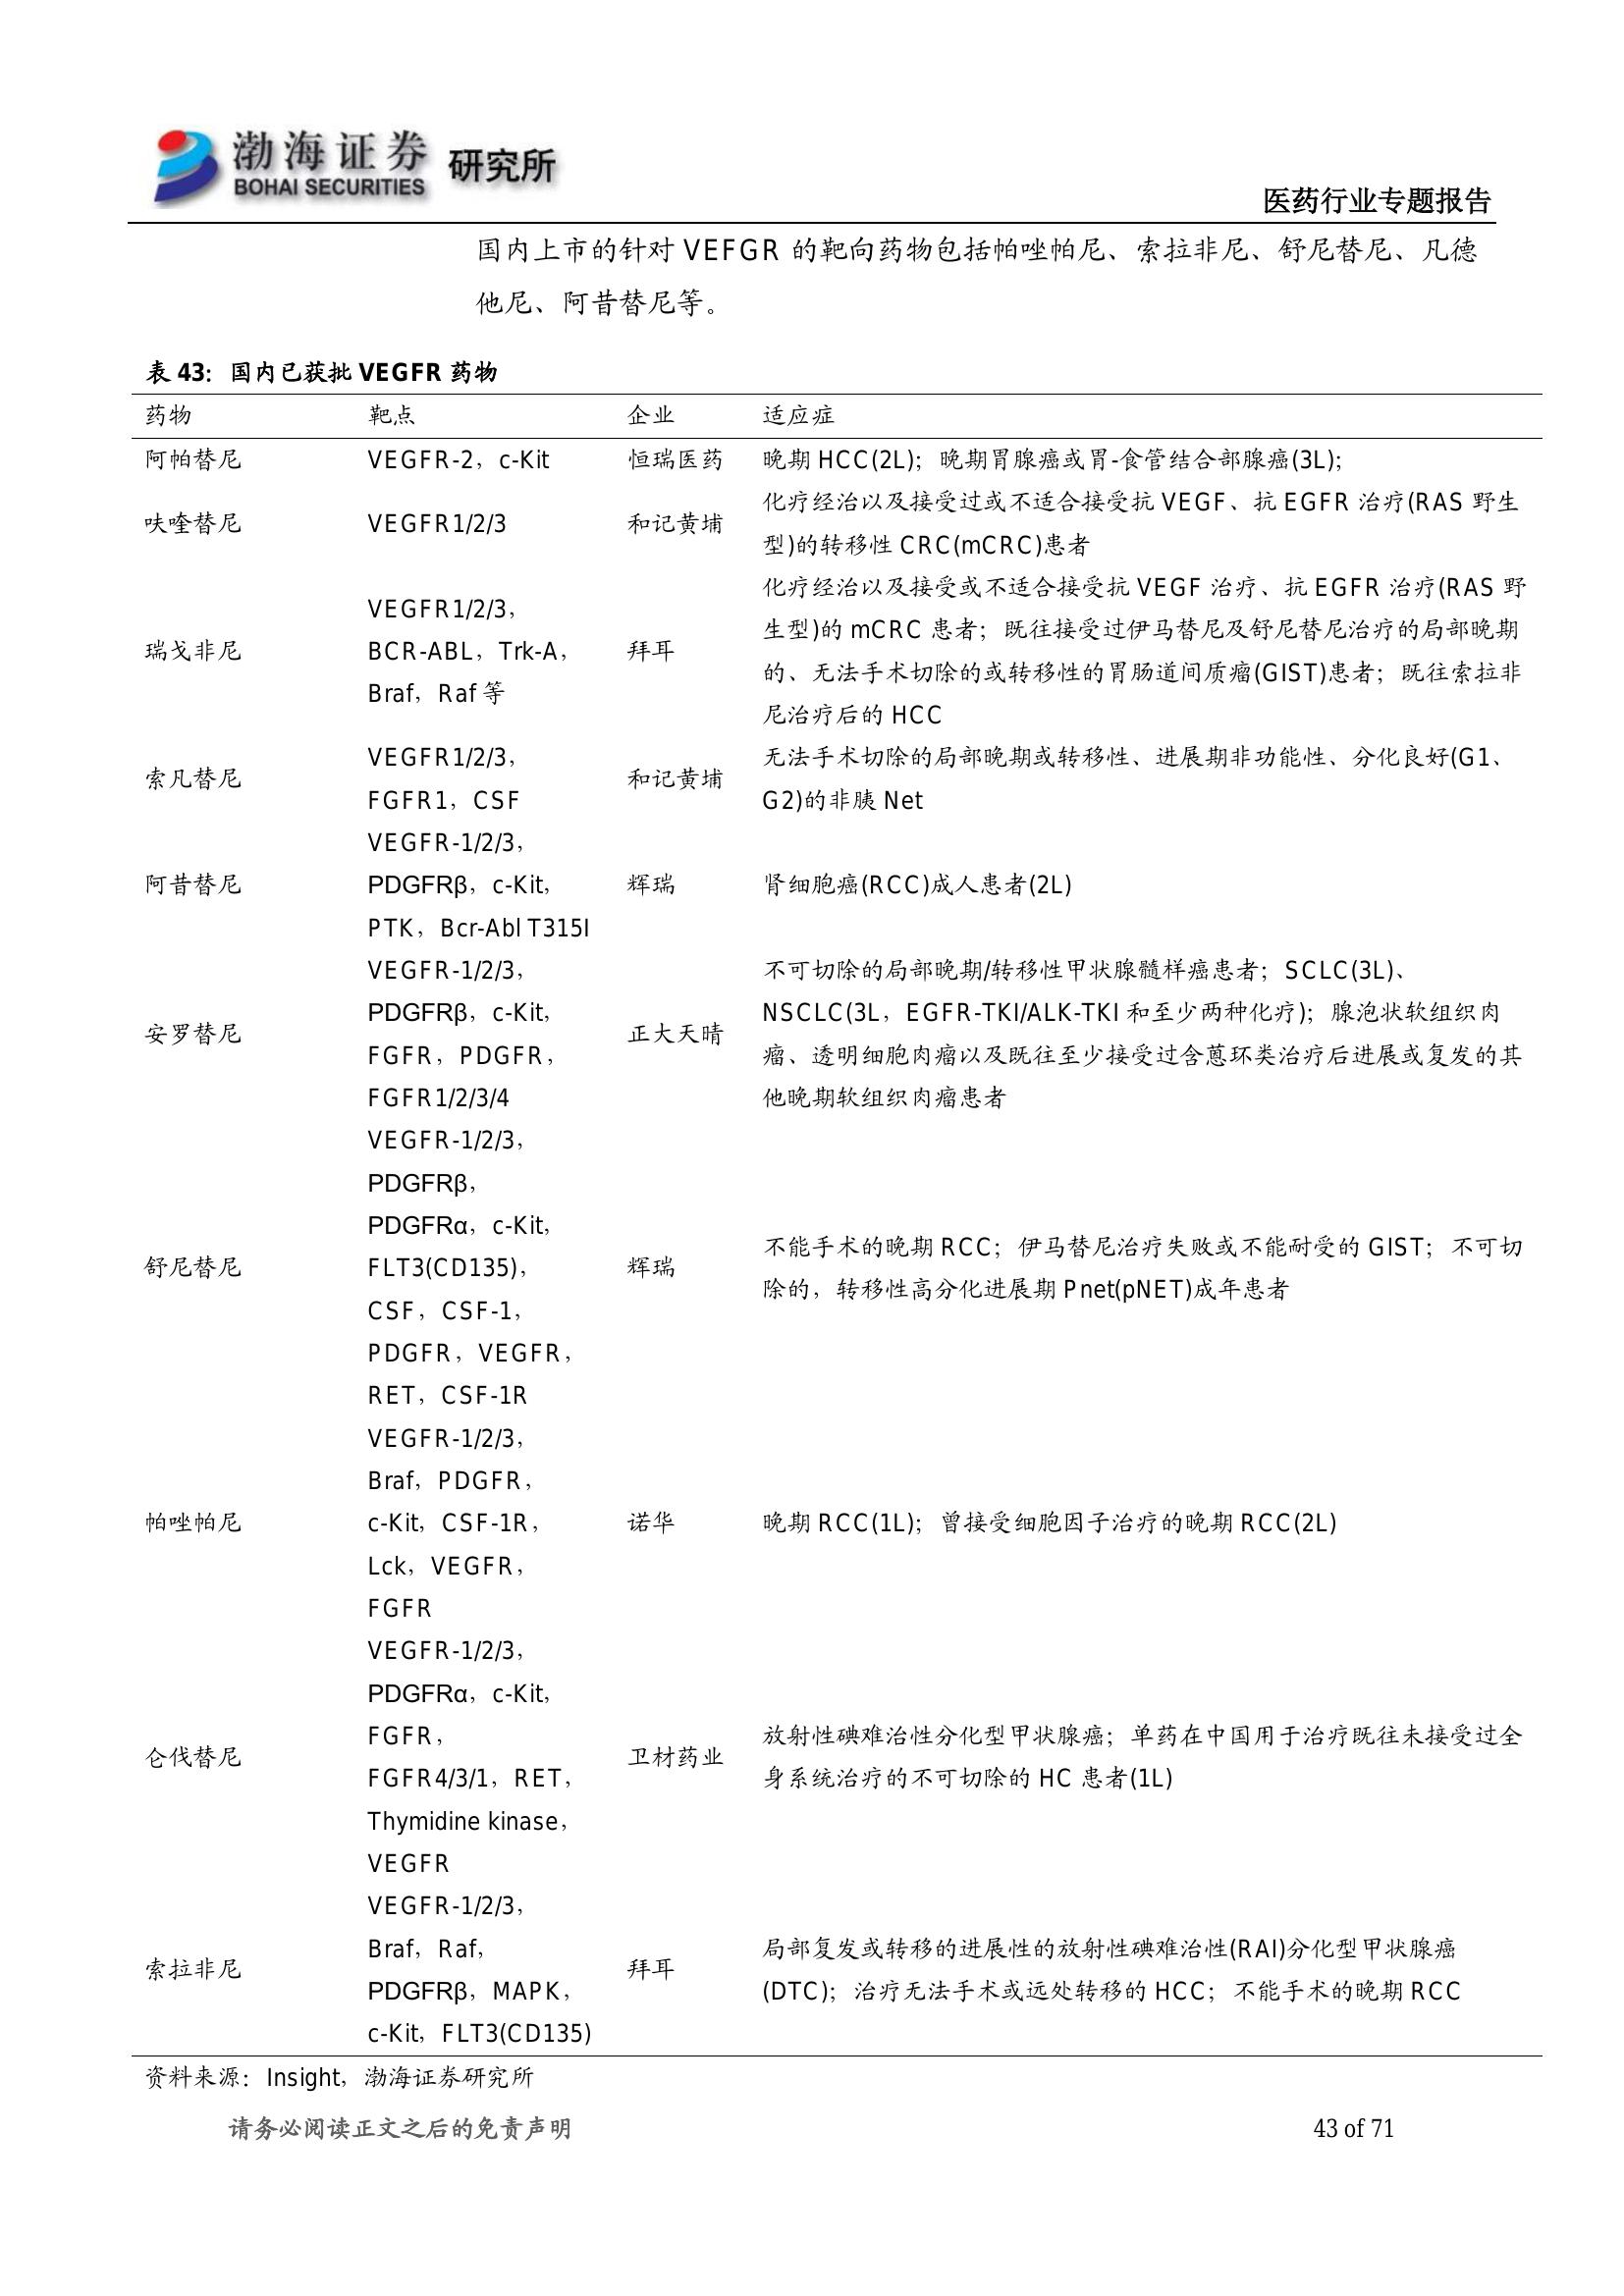 渤海证券 研究所
BOHAI SECURITIES
医药行业专题报告
国内上市的针对 VEFGR 的靶向药物包括帕唑帕尼、索拉非尼、舒尼替尼、凡德
他尼、阿昔替尼等。
表 43：国内已获批 VEGFR 药物
药物 靶点 企业 适应症
阿帕替尼 VEGFR-2，c-Kit 恒瑞医药 晚期 HCC(2L)；晚期胃腺癌或胃-食管结合部腺癌(3L)；
呋喹替尼 VEGFR1/2/3 和记黄埔 化疗经治以及接受过或不适合接受抗 VEGF、抗 EGFR 治疗(RAS 野生
型)的转移性 CRC(mCRC)患者
瑞戈非尼
VEGFR1/2/3，
BCR-ABL，Trk-A，
Braf，Raf 等
拜耳
化疗经治以及接受或不适合接受抗 VEGF 治疗、抗 EGFR 治疗(RAS 野
生型)的 mCRC 患者；既往接受过伊马替尼及舒尼替尼治疗的局部晚期
的、无法手术切除的或转移性的胃肠道间质瘤(GIST)患者；既往索拉非
尼治疗后的 HCC
索凡替尼
VEGFR1/2/3，
FGFR1，CSF
和记黄埔
无法手术切除的局部晚期或转移性、进展期非功能性、分化良好(G1、
G2)的非胰 Net
阿昔替尼
VEGFR-1/2/3，
PDGFRβ，c-Kit，
PTK，Bcr-Abl T315I
辉瑞
肾细胞癌(RCC)成人患者(2L)
安罗替尼
VEGFR-1/2/3，
PDGFRβ，c-Kit，
FGFR，PDGFR，
FGFR1/2/3/4
正大天晴
不可切除的局部晚期/转移性甲状腺髓样癌患者；SCLC(3L)、
NSCLC(3L，EGFR-TKI/ALK-TKI 和至少两种化疗)；腺泡状软组织肉
瘤、透明细胞肉瘤以及既往至少接受过含蒽环类治疗后进展或复发的其
他晚期软组织肉瘤患者
舒尼替尼
VEGFR-1/2/3，
PDGFRβ，
PDGFRα，c-Kit，
FLT3(CD135)，
CSF，CSF-1，
PDGFR，VEGFR，
RET，CSF-1R
辉瑞
不能手术的晚期 RCC；伊马替尼治疗失败或不能耐受的 GIST；不可切
除的，转移性高分化进展期 Pnet(pNET)成年患者
帕唑帕尼
VEGFR-1/2/3，
Braf，PDGFR，
c-Kit，CSF-1R，
Lck，VEGFR，
FGFR
诺华
晚期 RCC(1L)；曾接受细胞因子治疗的晚期 RCC(2L)
仑伐替尼
VEGFR-1/2/3，
PDGFRα，c-Kit，
FGFR，
FGFR4/3/1，RET，
Thymidine kinase，
VEGFR
卫材药业
放射性碘难治性分化型甲状腺癌；单药在中国用于治疗既往未接受过全
身系统治疗的不可切除的 HC 患者(1L)
索拉非尼
VEGFR-1/2/3，
Braf，Raf，
PDGFRβ，MAPK，
c-Kit，FLT3(CD135)
拜耳
局部复发或转移的进展性的放射性碘难治性(RAI)分化型甲状腺癌
(DTC)；治疗无法手术或远处转移的 HCC；不能手术的晚期 RCC
资料来源：Insight，渤海证券研究所
请务必阅读正文之后的免责声明 43 of 71